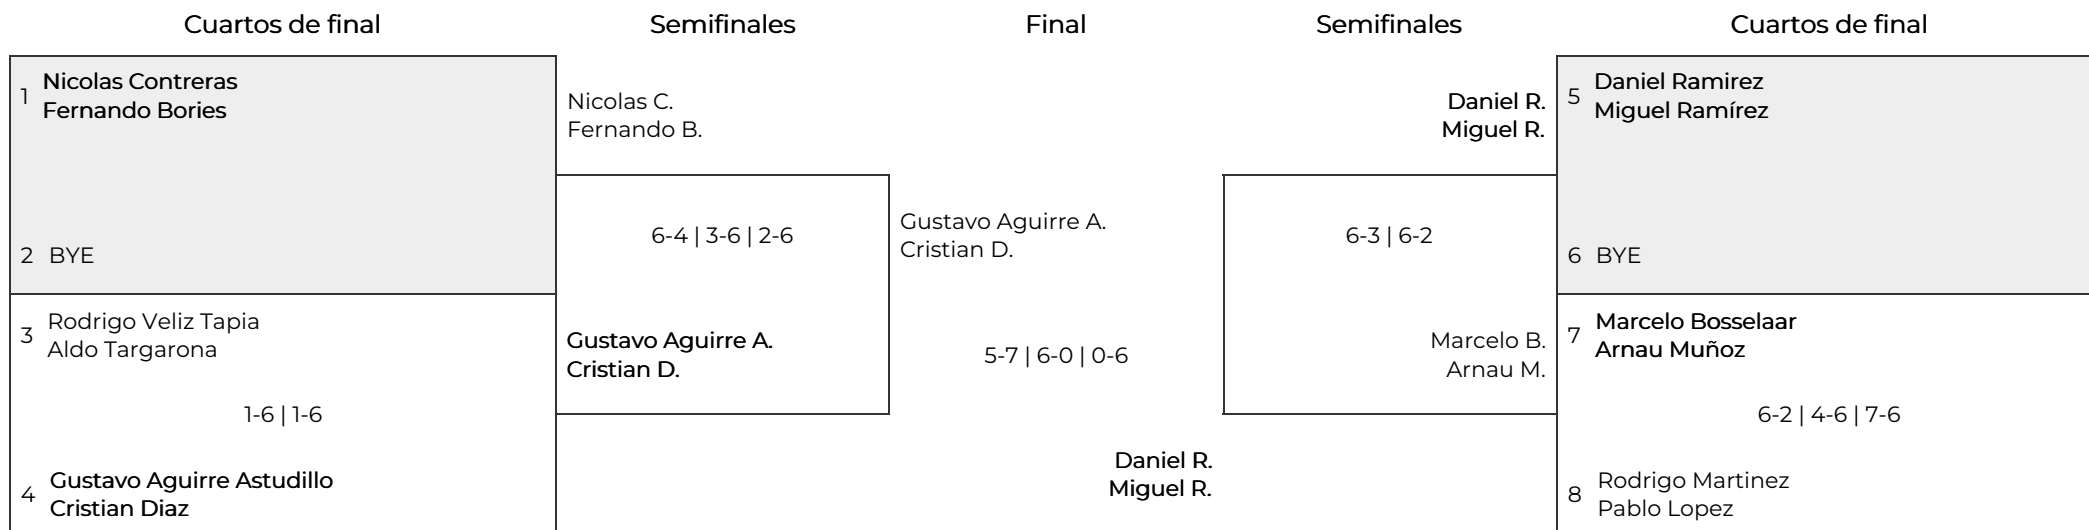 Cuartos de final
Semifinales
Final
Semifinales
Cuartos de final
1
Nicolas Contreras
Fernando Bories
2 BYE
3
Rodrigo Veliz Tapia
Aldo Targarona
1-6 | 1-6
4
Gustavo Aguirre Astudillo
Cristian Diaz
Nicolas C.
Fernando B.
6-4 | 3-6 | 2-6
Gustavo Aguirre A.
Cristian D.
Gustavo Aguirre A.
Cristian D.
5-7 | 6-0 | 0-6
Daniel R.
Miguel R.
Daniel R.
Miguel R.
6-3 | 6-2
Marcelo B.
Arnau M.
5
Daniel Ramirez
Miguel Ramírez
6 BYE
7
Marcelo Bosselaar
Arnau Muñoz
6-2 | 4-6 | 7-6
8
Rodrigo Martinez
Pablo Lopez